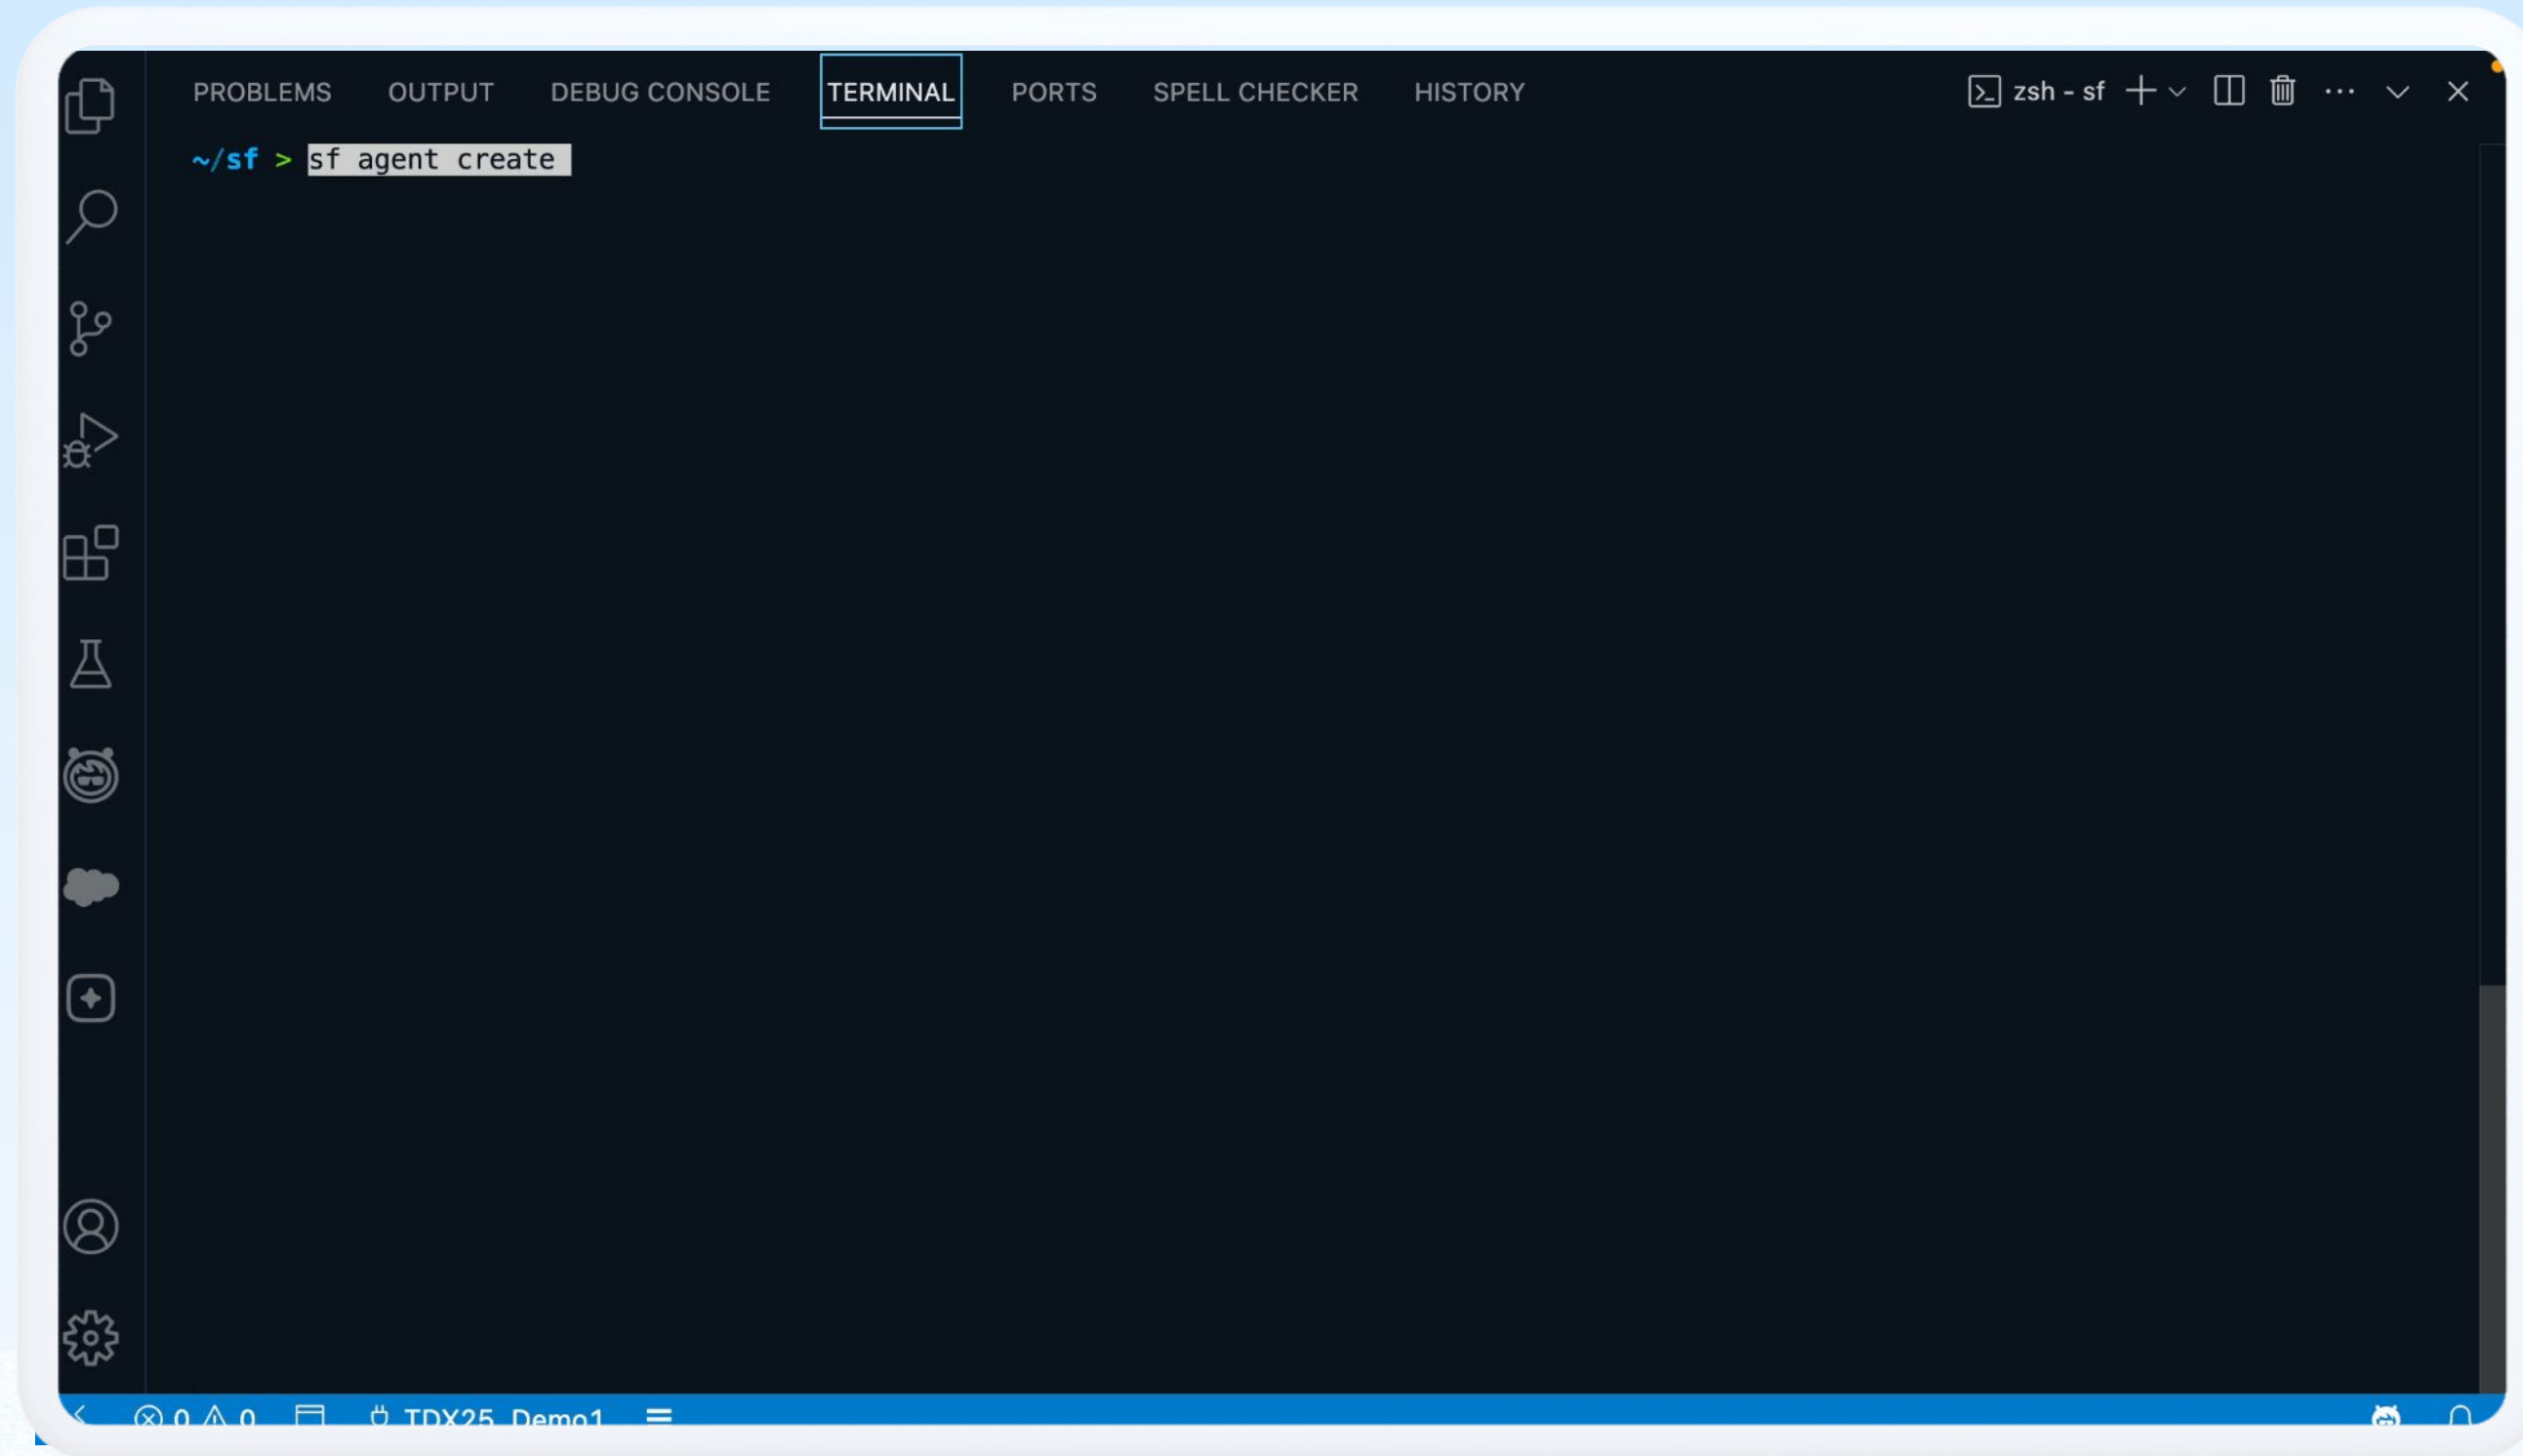 PROBLEMS OUTPUT DEBUG CONSOLE TERMINAL PORTS SPELL CHECKER HISTORY zsh - sf
~/sf > sf agent create
0 0 TDX25_Demo1